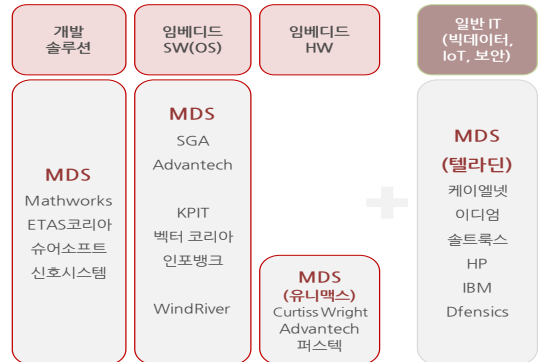 개발
솔루션
임베디드
SW(OS)
임베디드
HW
일반 IT
(빅데이터,
IoT, 보안)
MDS
Mathworks
ETAS코리아
슈어소프트
신호시스템
MDS
SGA
Advantech
KPIT
벡터 코리아
인포뱅크
WindRiver
MDS
(유니맥스)
Curtiss Wright
Advantech
퍼스텍
MDS
(텔라딘)
케이엘넷
이디엄
솔트룩스
HP
IBM
Dfensics